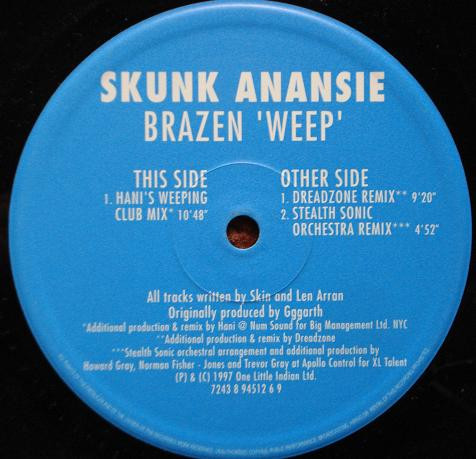 SKUNK ANANSIE
BRAZEN 'WEEP'
THIS SIDE
1. HANI'S WEEPING
CLUB MIX* 10'48"
OTHER SIDE
1. DREADZONE REMIX** 9'20"
2. STEALTH SONIC
ORCHESTRA REMIX*** 4'52"
All tracks written by Skin and Len Arran
Originally produced by Gggarth
*Additional production & remix by Hani @ Num Sound for Big Management Ltd. NYC
**Additional production & remix by Dreadzone
***Stealth Sonic orchestral arrangement and additional production by
Howard Gray, Norman Fisher - Jones and Trevor Gray at Apollo Control for XL Talent
(P) & (C) 1997 One Little Indian Ltd.
7243 8 94512 6 9